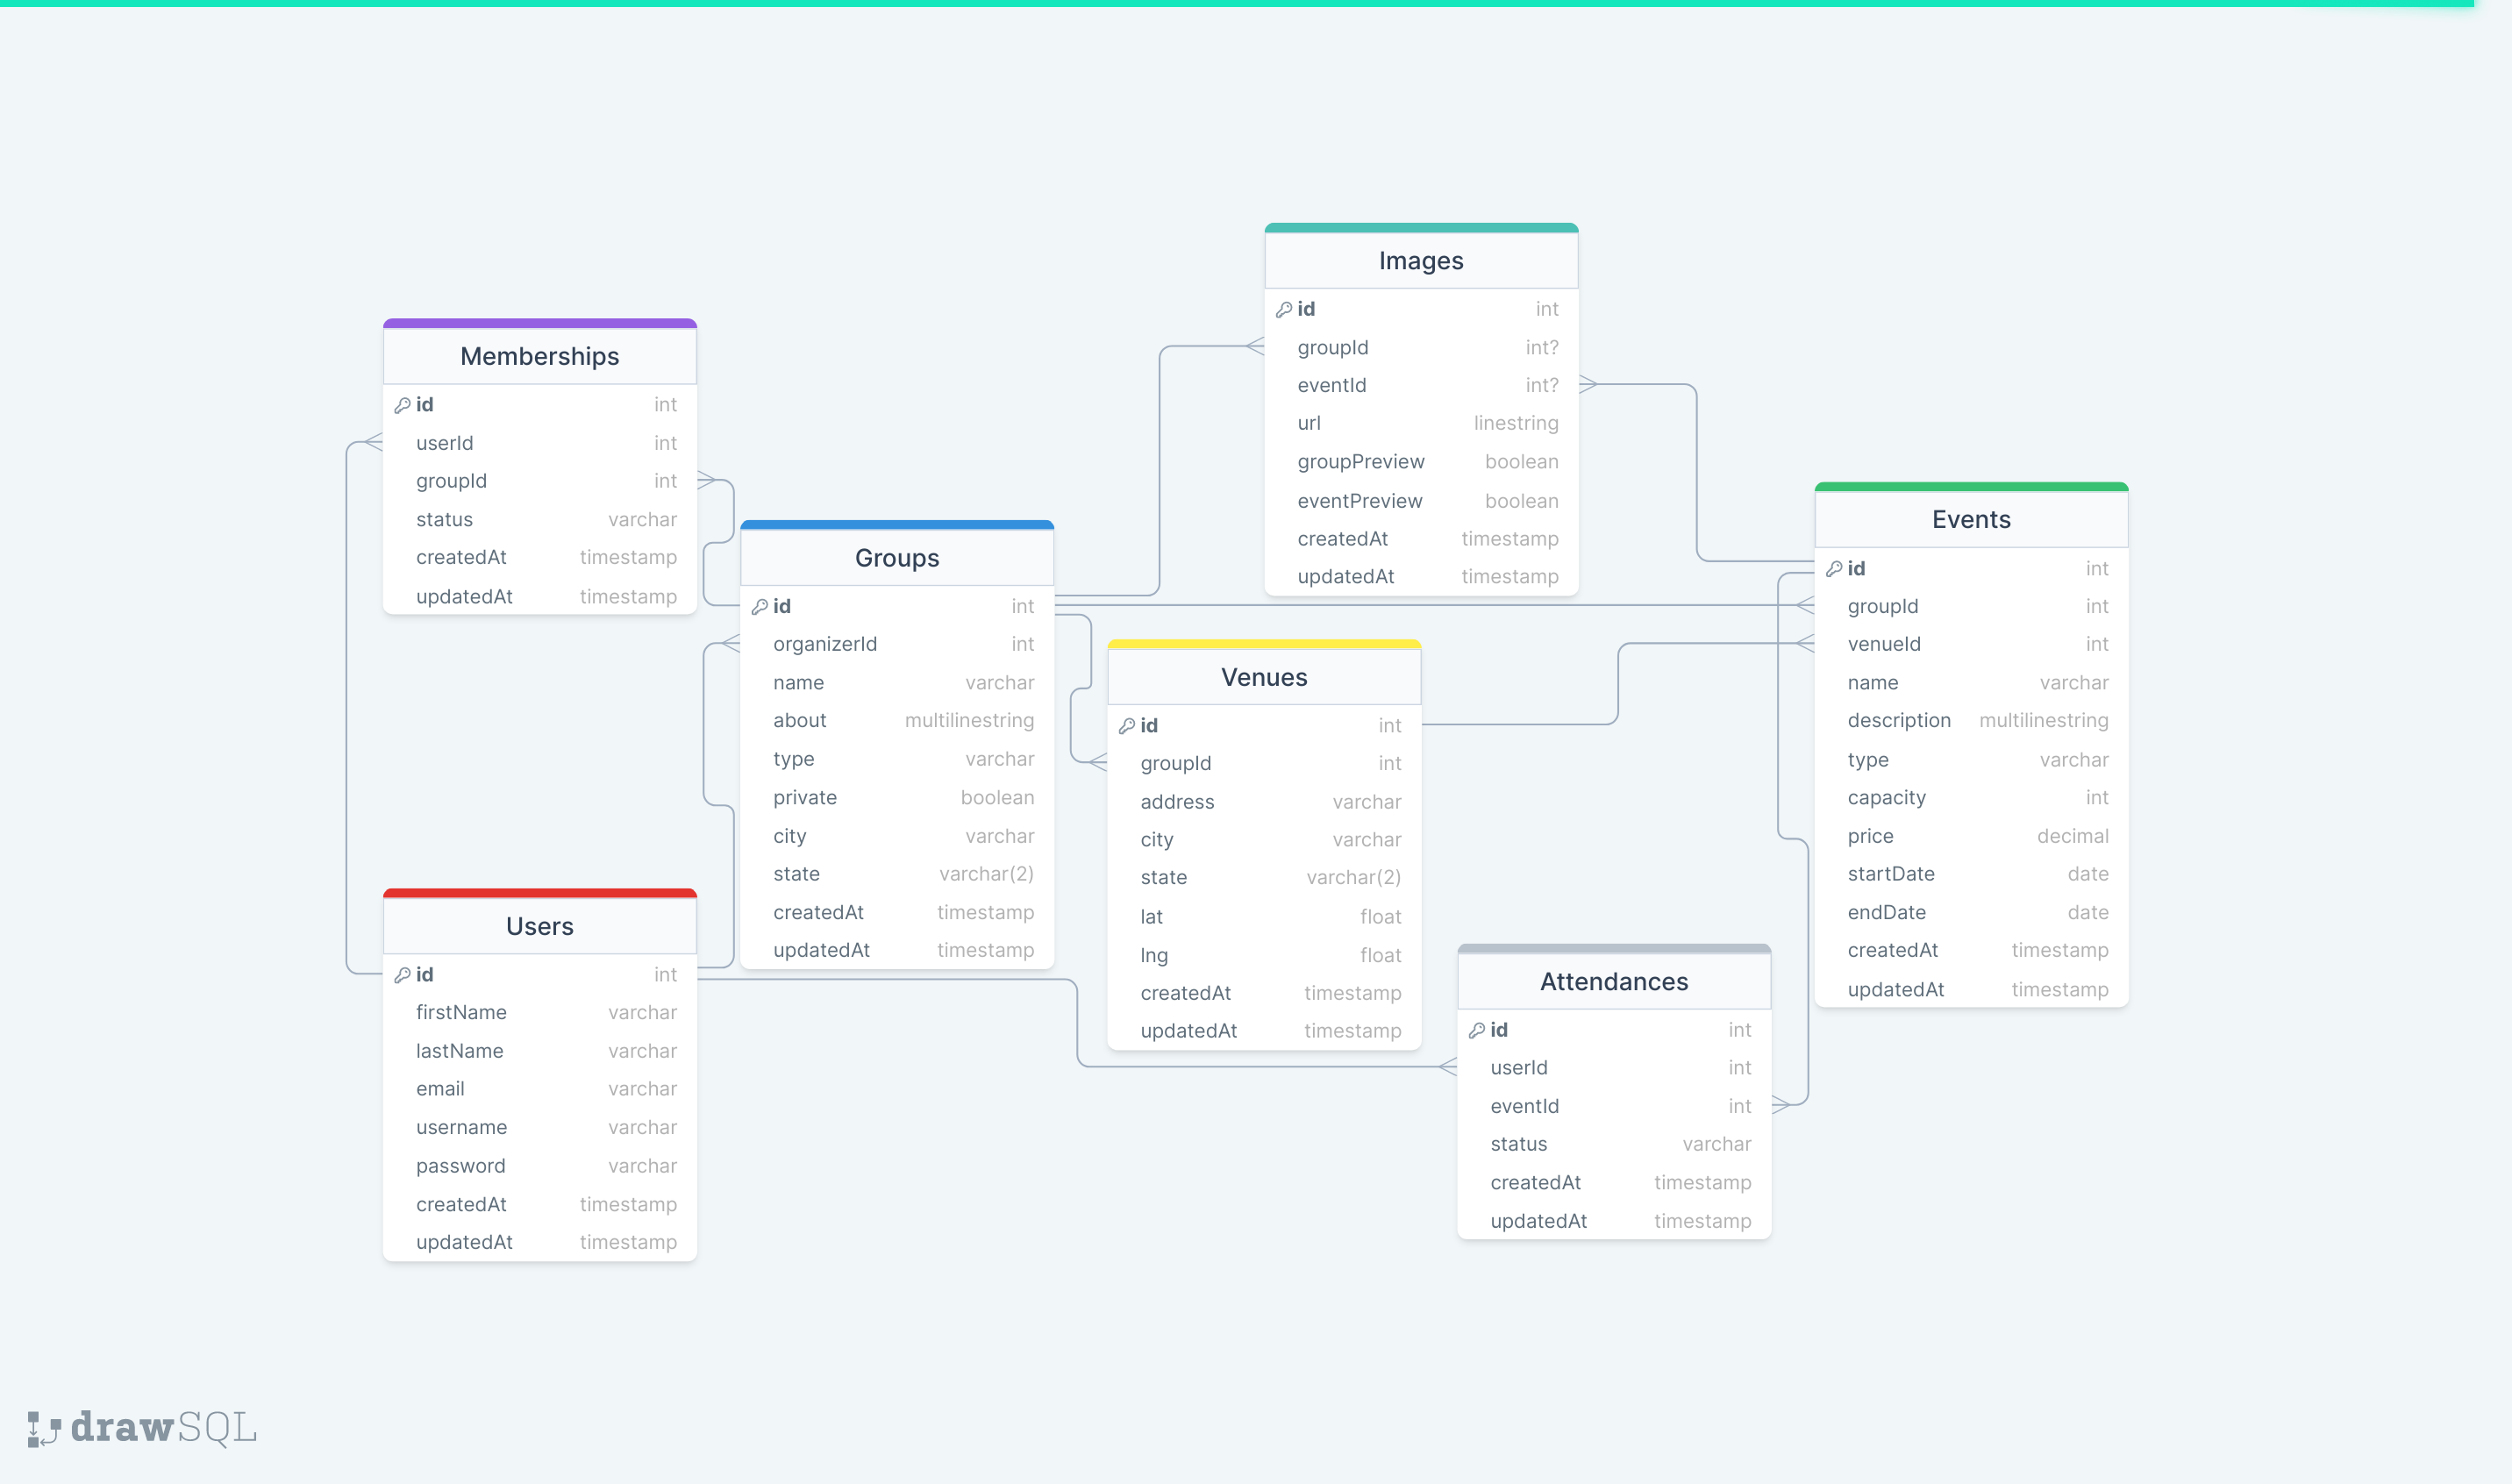 Images
id int
groupId int?
eventId int?
url linestring
groupPreview boolean
eventPreview boolean
createdAt timestamp
updatedAt timestamp
Memberships
id int
userId int
groupId int
status varchar
createdAt timestamp
updatedAt timestamp
Groups
id int
organizerId int
name varchar
about multilinestring
type varchar
private boolean
city varchar
state varchar(2)
createdAt timestamp
updatedAt timestamp
Venues
id int
groupId int
address varchar
city varchar
state varchar(2)
lat float
lng float
createdAt timestamp
updatedAt timestamp
Events
id int
groupId int
venueId int
name varchar
description multilinestring
type varchar
capacity int
price decimal
startDate date
endDate date
createdAt timestamp
updatedAt timestamp
Users
id int
firstName varchar
lastName varchar
email varchar
username varchar
password varchar
createdAt timestamp
updatedAt timestamp
Attendances
id int
userId int
eventId int
status varchar
createdAt timestamp
updatedAt timestamp
drawSQL